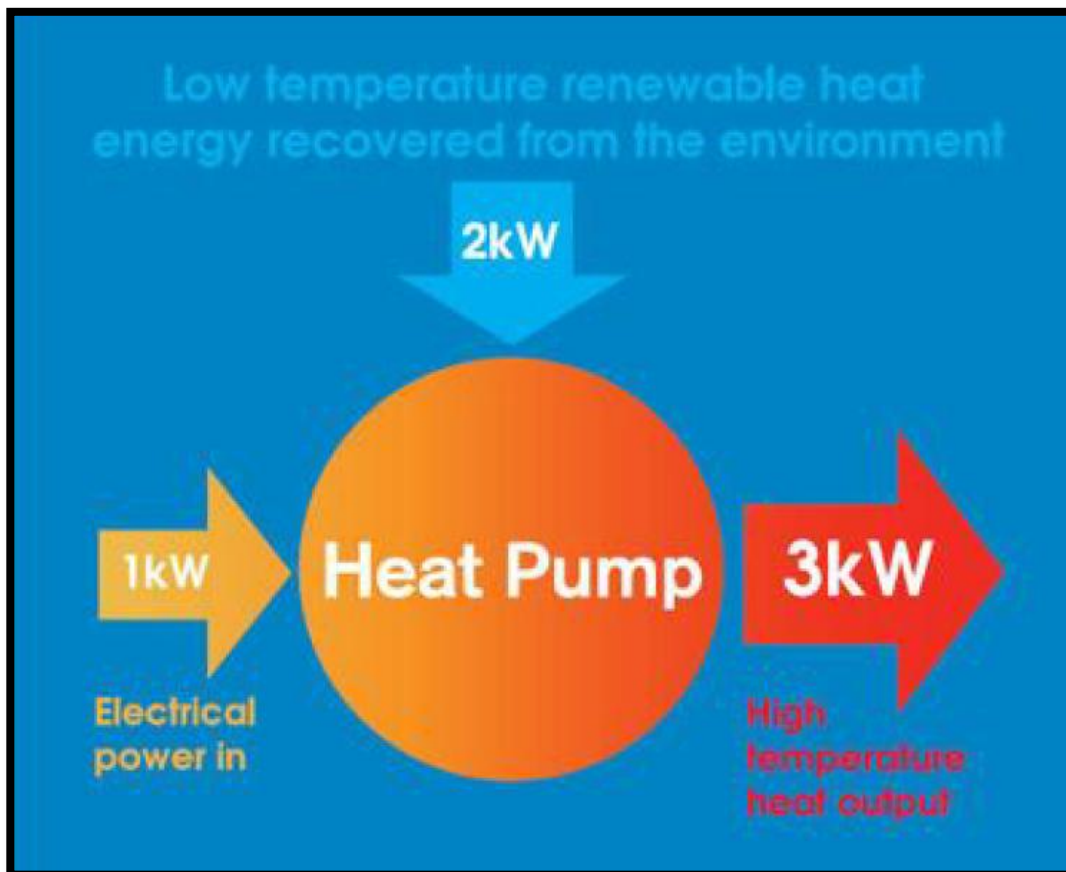 Low temperature renewable heat
energy recovered from the environment
2kW
1kW
Heat Pump
3kW
Electrical
power in
High
temperature
heat output